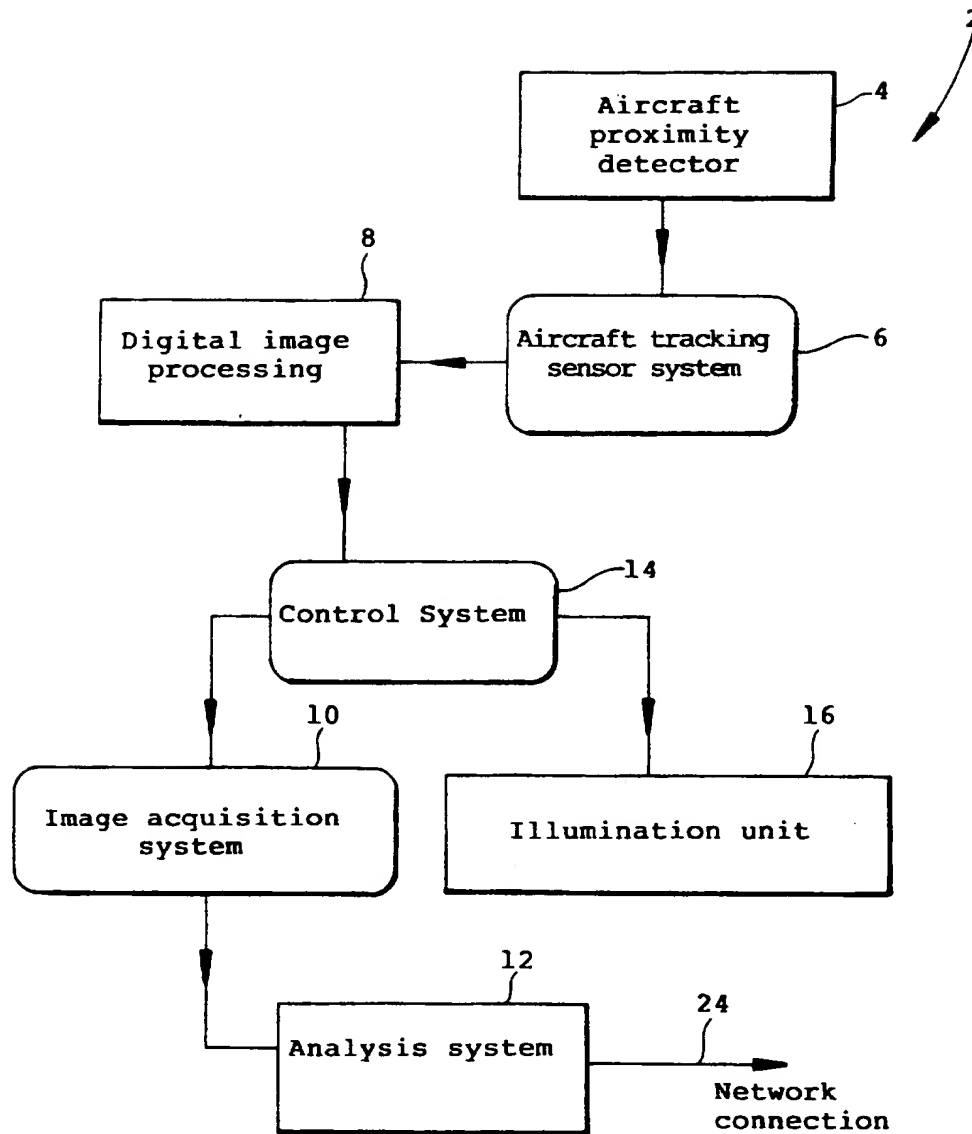 2
Aircraft
proximity
detector
4
8
Digital image
processing
Aircraft tracking
sensor system
6
Control System
14
10
Image acquisition
system
16
Illumination unit
12
Analysis system
24
Network
connection